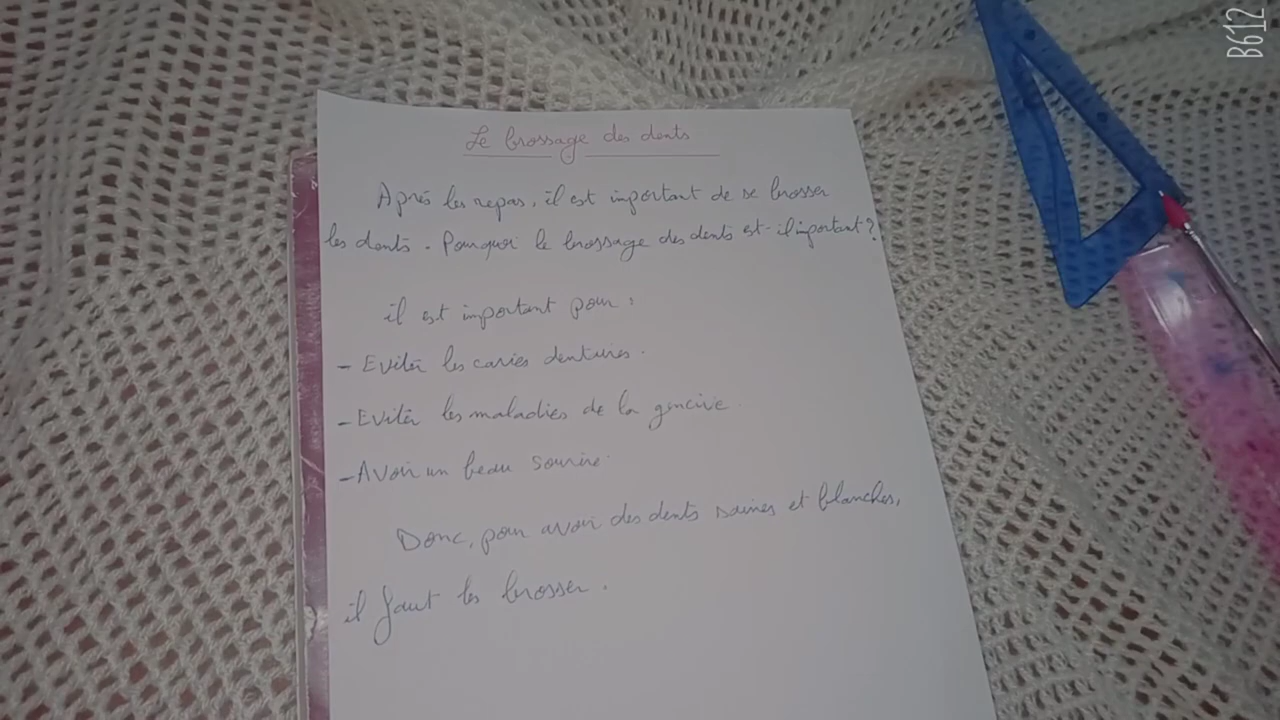 Le brossage des dents
Après les repas, il est important de se brosser
les dents. Pourquoi le brossage des dents est-il important?
il est important pour :
- Eviter les caries dentaires.
- Eviter les maladies de la gencive.
- Avoir un beau sourire.
Donc, pour avoir des dents saines et blanches,
il faut les brosser.
B612